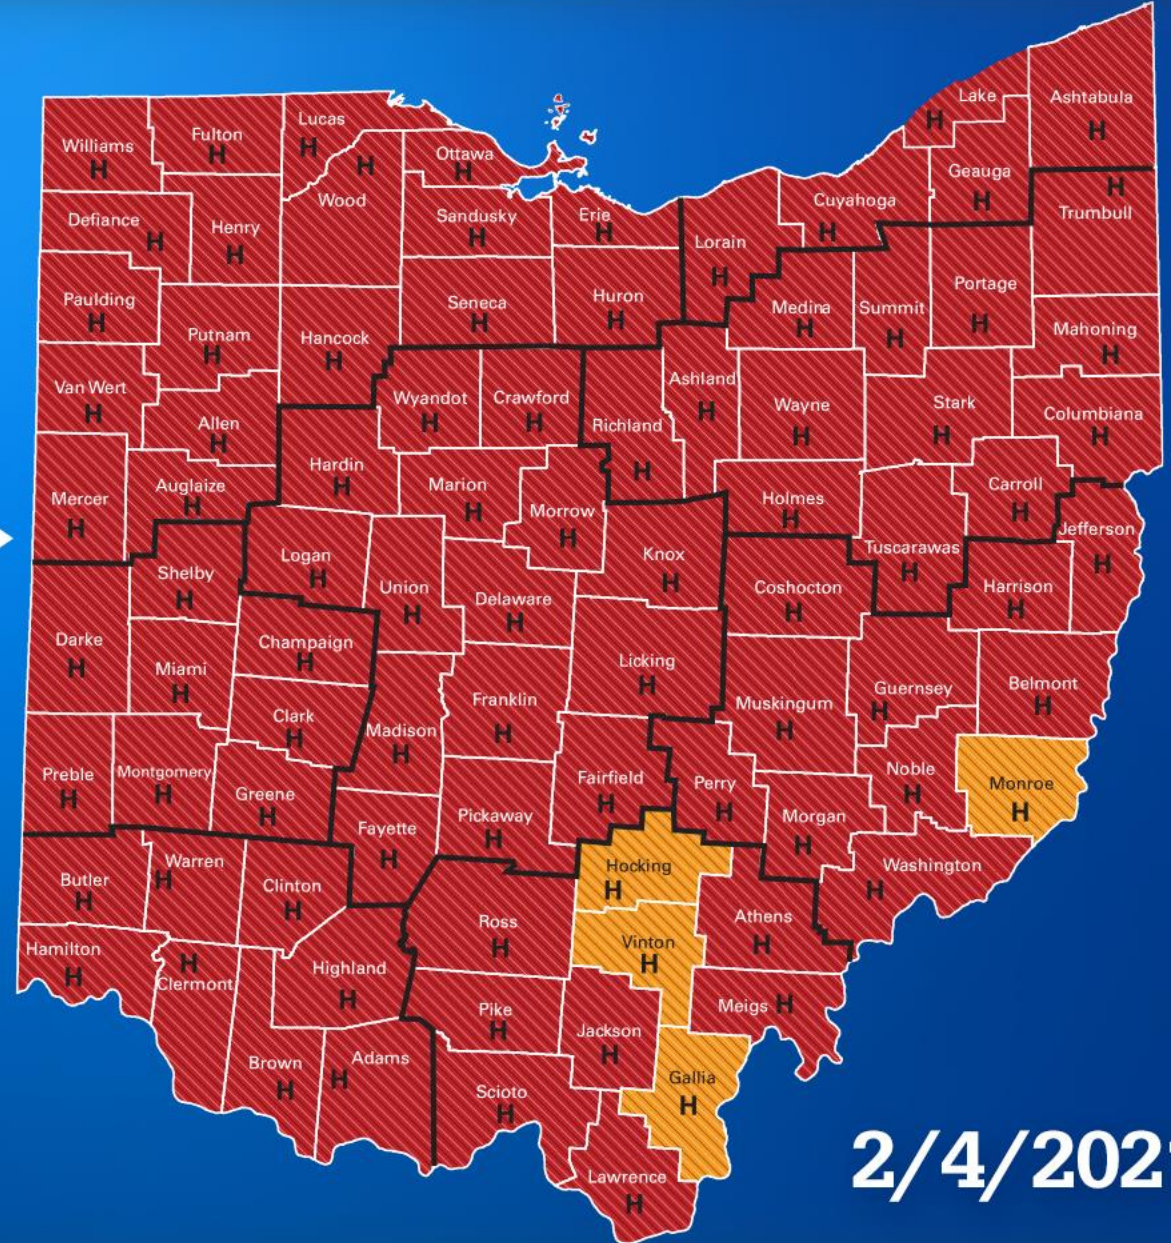 Lake
H
Ashtabula
H
Williams
H
Fulton
H
Lucas
H
H
Wood
Ottawa
H
Geauga
H
H
Trumbull
Defiance
H
Henry
H
Sandusky
H
Erie
H
Cuyahoga
H
Lorain
H
Paulding
H
Putnam
H
Hancock
H
Seneca
H
Huron
H
Medina
H
Summit
H
Portage
H
Mahoning
H
Van Wert
H
Allen
H
Wyandot
H
Crawford
H
Richland
H
Ashland
H
Wayne
H
Stark
H
Columbiana
H
Mercer
H
Auglaize
H
Hardin
H
Marion
H
Morrow
H
Holmes
H
Carroll
H
Jefferson
H
Shelby
H
Logan
H
Union
H
Delaware
H
Knox
H
Coshocton
H
Tuscarawas
H
Harrison
H
Darke
H
Miami
H
Champaign
H
Licking
H
Muskingum
H
Guernsey
H
Belmont
H
Clark
H
Madison
H
Franklin
H
Preble
H
Montgomery
H
Greene
H
Fayette
H
Pickaway
H
Fairfield
H
Perry
H
Morgan
H
Noble
H
Monroe
H
Butler
H
Warren
H
Clinton
H
Hocking
H
Washington
H
Hamilton
H
H
Clermont
Highland
H
Ross
H
Vinton
H
Athens
H
Pike
H
Jackson
H
Meigs H
Brown
H
Adams
H
Scioto
H
Gallia
H
Lawrence
H
2/4/202